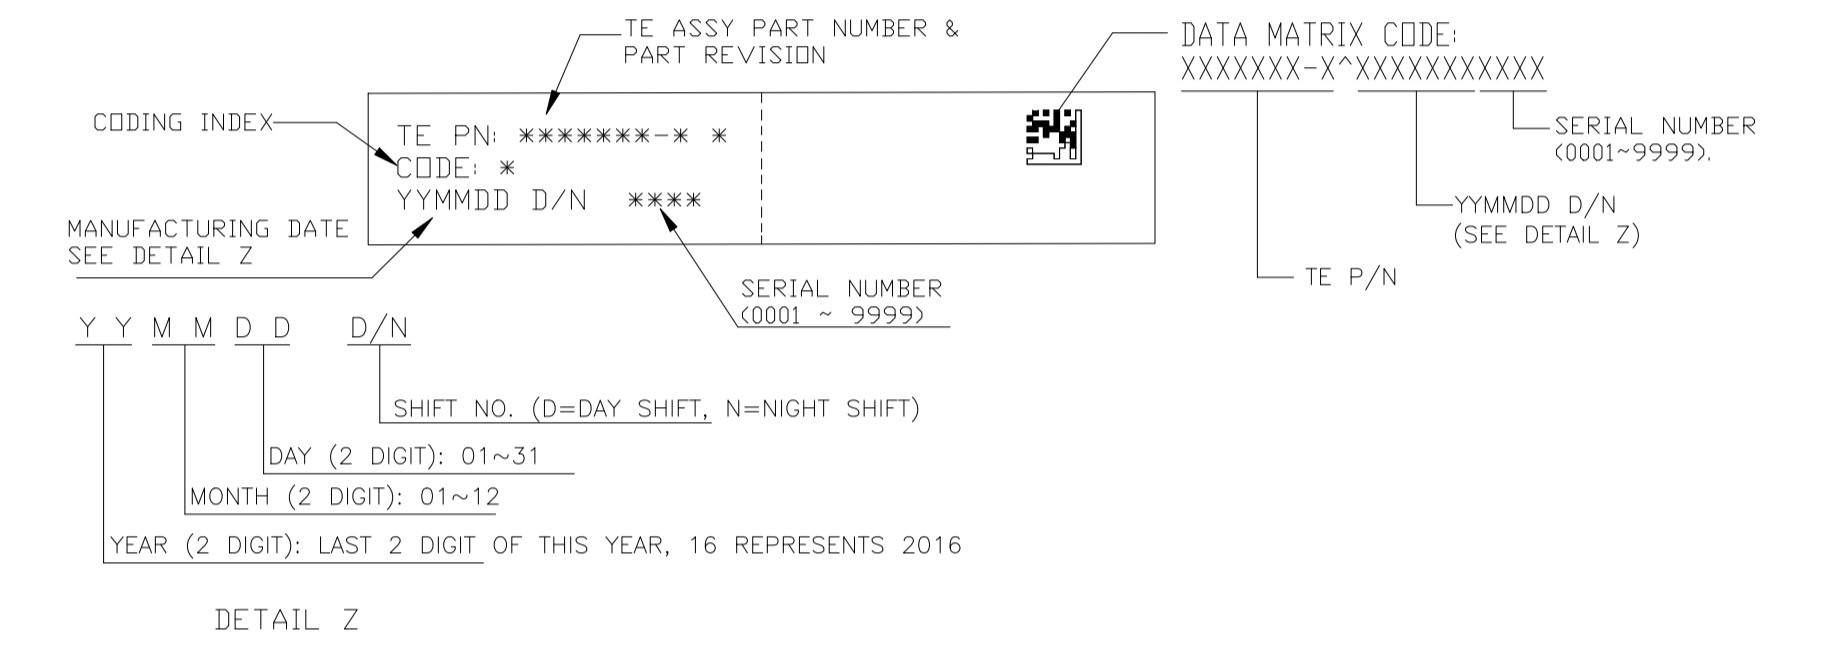 TE ASSY PART NUMBER &
PART REVISION
DATA MATRIX CODE:
XXXXXXX-X^XXXXXXXXXXX
CODING INDEX
TE PN: *******-* *
CODE: *
YYMMDD D/N ****
SERIAL NUMBER
(0001~9999).
YYMMDD D/N
(SEE DETAIL Z)
TE P/N
MANUFACTURING DATE
SEE DETAIL Z
SERIAL NUMBER
(0001 ~ 9999)
Y Y M M D D D/N
SHIFT NO. (D=DAY SHIFT, N=NIGHT SHIFT)
DAY (2 DIGIT): 01~31
MONTH (2 DIGIT): 01~12
YEAR (2 DIGIT): LAST 2 DIGIT OF THIS YEAR, 16 REPRESENTS 2016
DETAIL Z